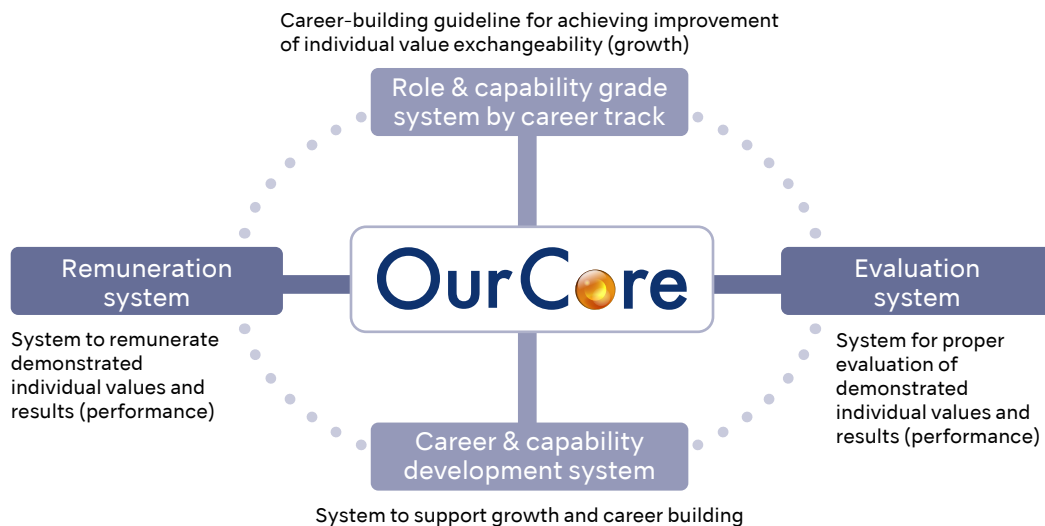 Career-building guideline for achieving improvement
of individual value exchangeability (growth)
Role & capability grade
system by career track
Remuneration
system
Our Core
Evaluation
system
System to remunerate
demonstrated
individual values and
results (performance)
System for proper
evaluation of
demonstrated
individual values and
results (performance)
Career & capability
development system
System to support growth and career building